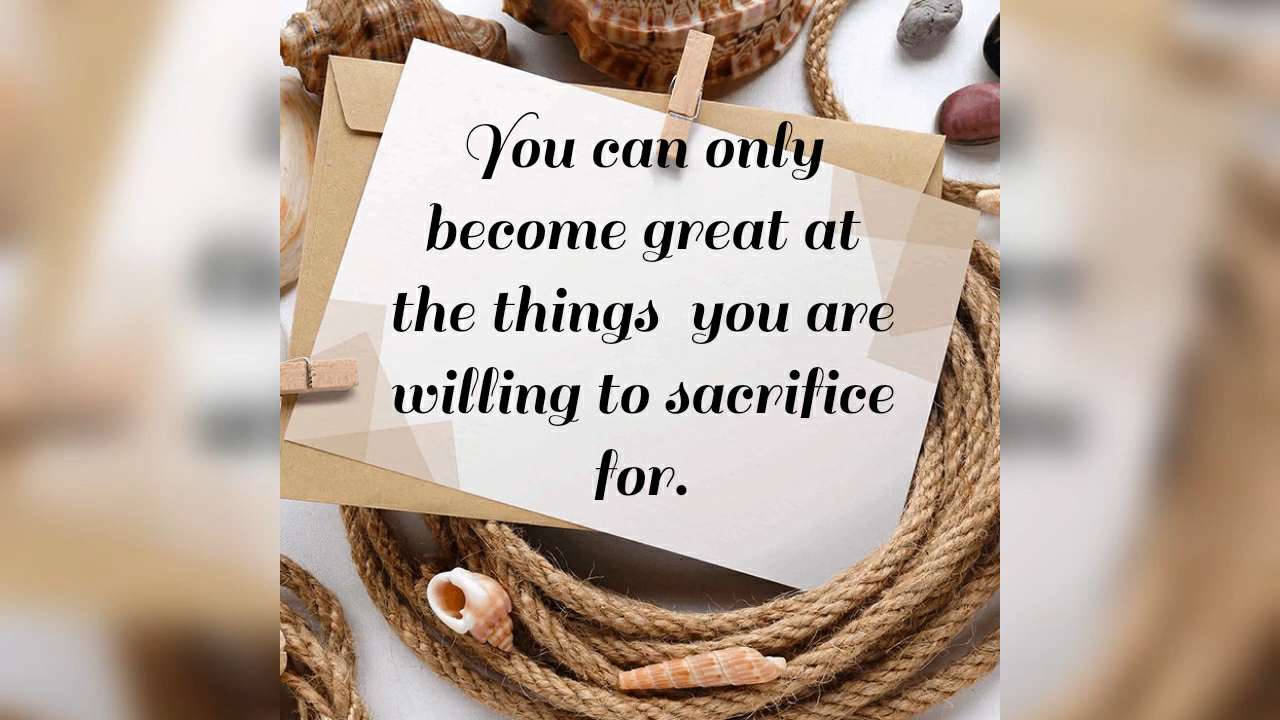 You can only
become great at
the things  you are
willing to sacrifice
for.